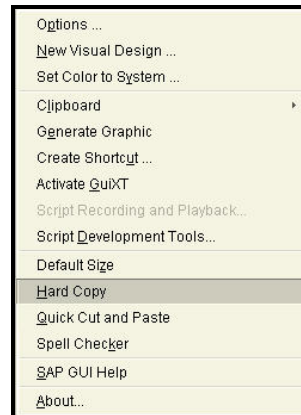 Options ...
New Visual Design ...
Set Color to System ...
Clipboard
Generate Graphic
Create Shortcut ...
Activate GuiXT
Script Recording and Playback...
Script Development Tools...
Default Size
Hard Copy
Quick Cut and Paste
Spell Checker
SAP GUI Help
About...